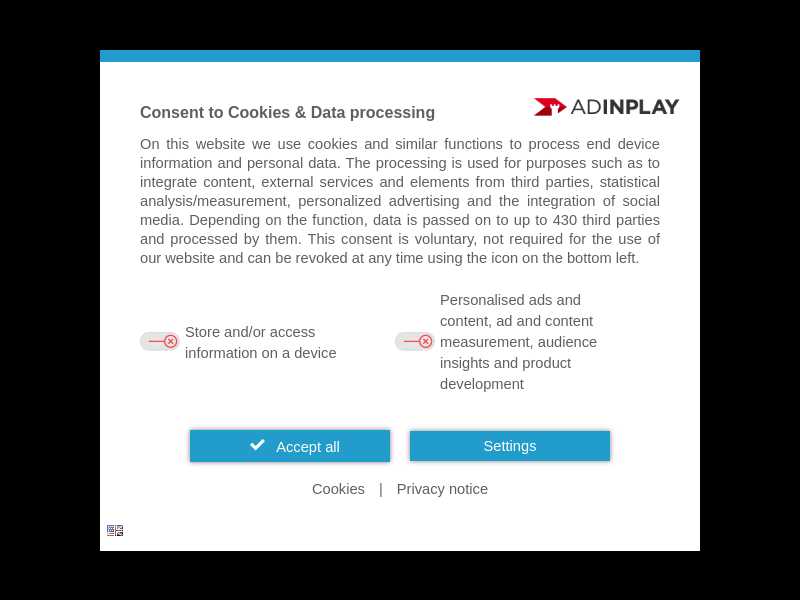 ADINPLAY
Consent to Cookies & Data processing
On this website we use cookies and similar functions to process end device
information and personal data. The processing is used for purposes such as to
integrate content, external services and elements from third parties, statistical
analysis/measurement, personalized advertising and the integration of social
media. Depending on the function, data is passed on to up to 430 third parties
and processed by them. This consent is voluntary, not required for the use of
our website and can be revoked at any time using the icon on the bottom left.
Store and/or access
information on a device
Personalised ads and
content, ad and content
measurement, audience
insights and product
development
Accept all
Settings
Cookies | Privacy notice